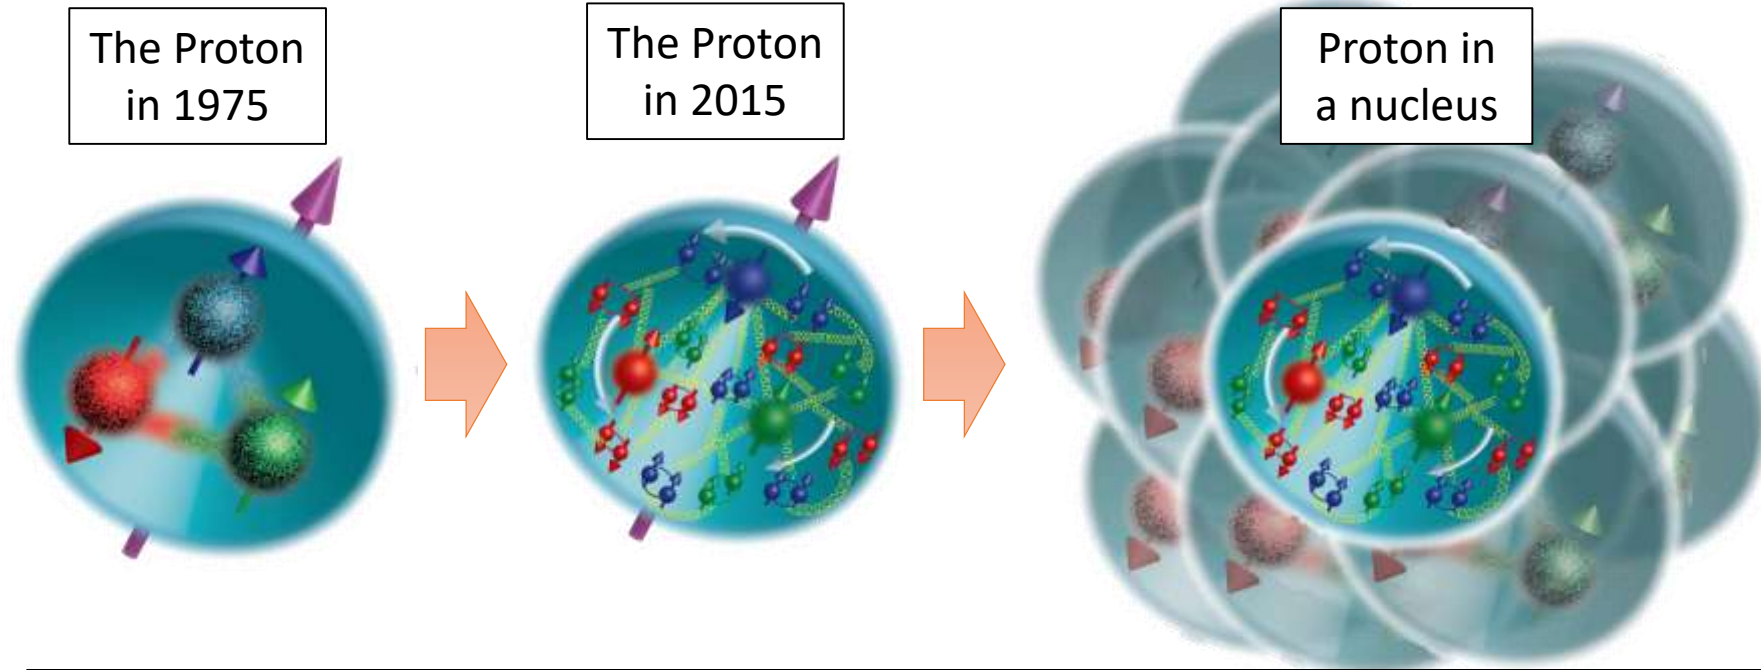 The Proton
in 1975
The Proton
in 2015
Proton in
a nucleus